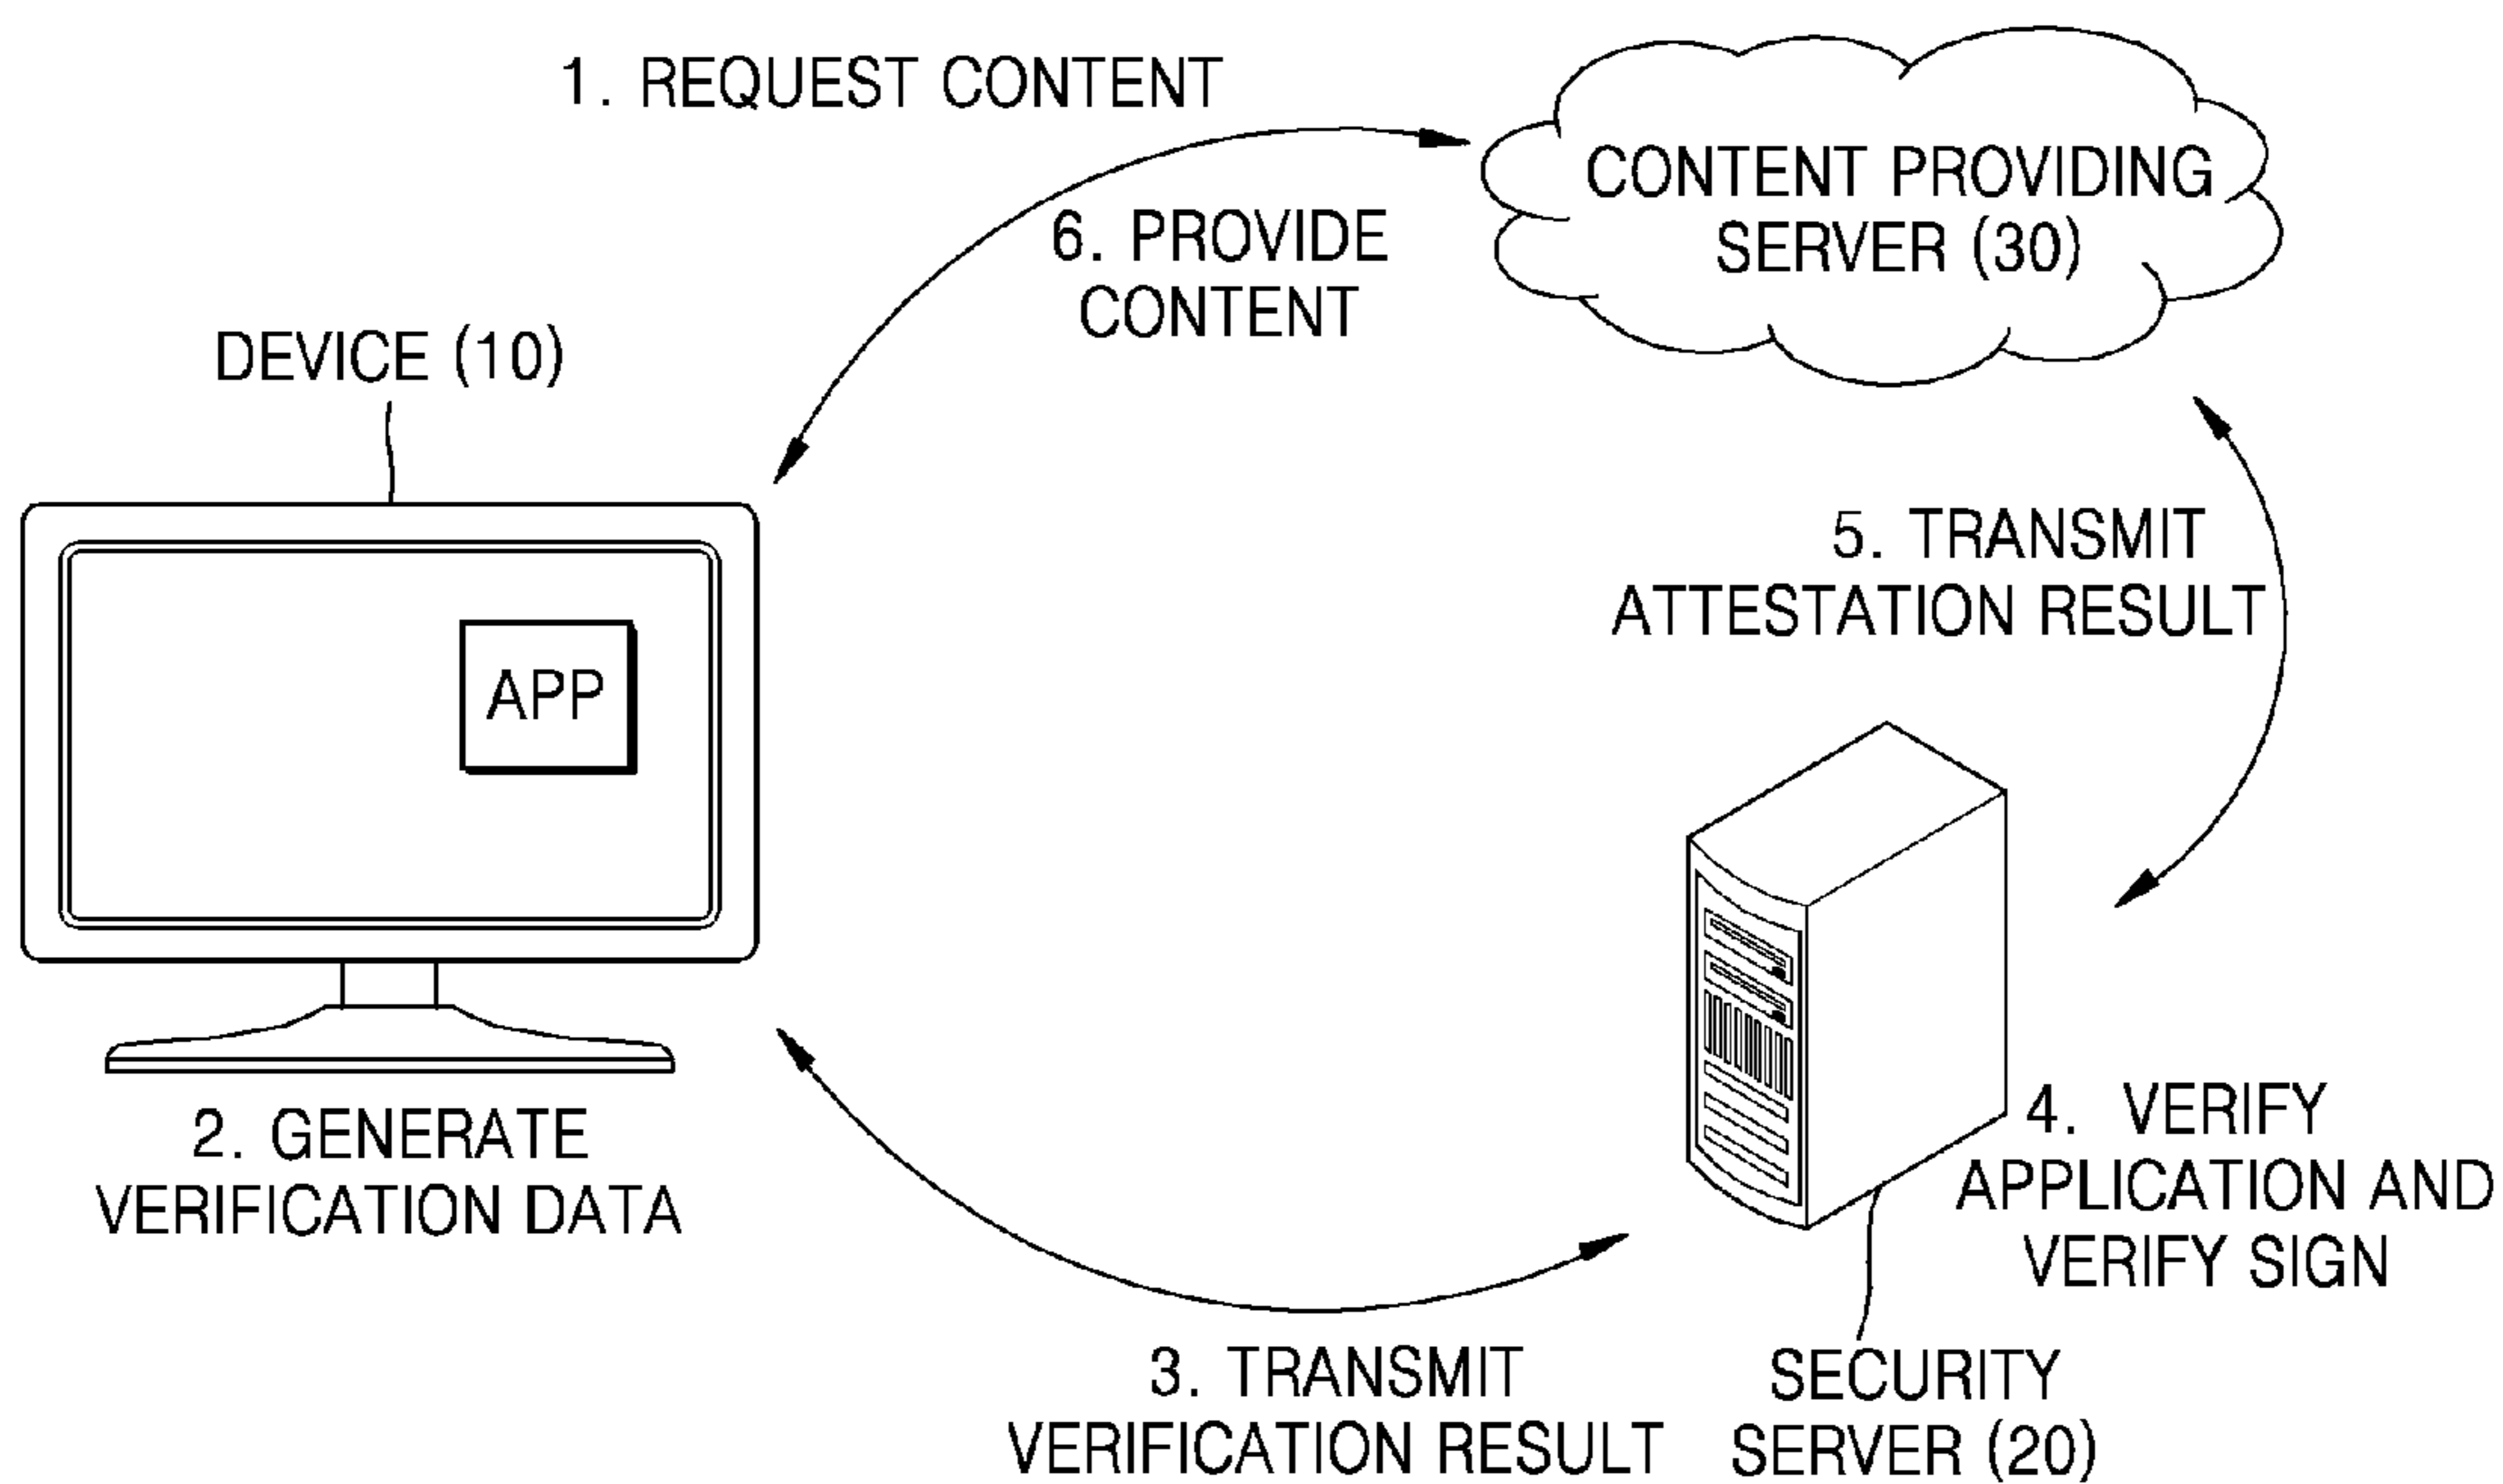 1. REQUEST CONTENT
CONTENT PROVIDING
SERVER (30)
6. PROVIDE
CONTENT
DEVICE (10)
5. TRANSMIT
ATTESTATION RESULT
APP
2. GENERATE
VERIFICATION DATA
4. VERIFY
APPLICATION AND
VERIFY SIGN
3. TRANSMIT
VERIFICATION RESULT
SECURITY
SERVER (20)